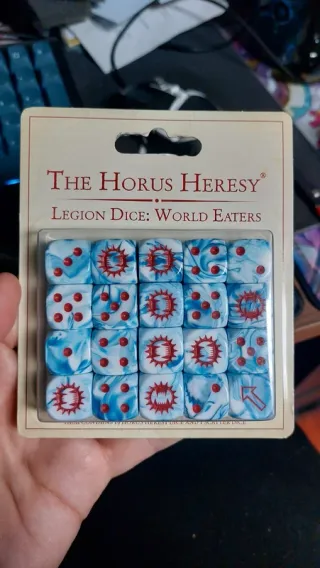 THE HORUS HERESY®
LEGION DICE: WORLD EATERS